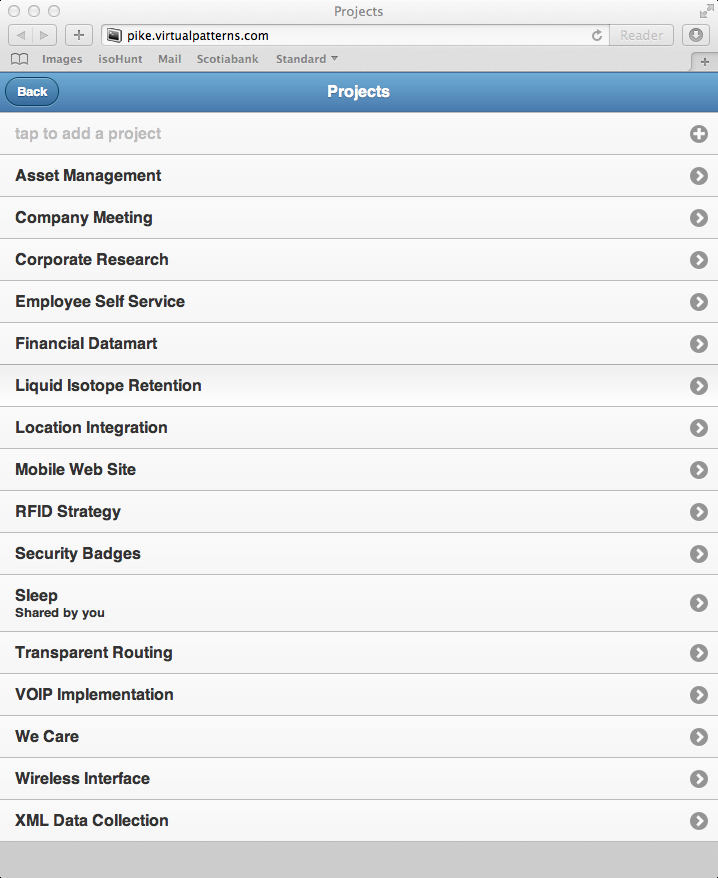 Projects
pike.virtualpatterns.com
Reader
Images isoHunt Mail Scotiabank Standard
Back
Projects
tap to add a project
Asset Management
Company Meeting
Corporate Research
Employee Self Service
Financial Datamart
Liquid Isotope Retention
Location Integration
Mobile Web Site
RFID Strategy
Security Badges
Sleep
Shared by you
Transparent Routing
VOIP Implementation
We Care
Wireless Interface
XML Data Collection